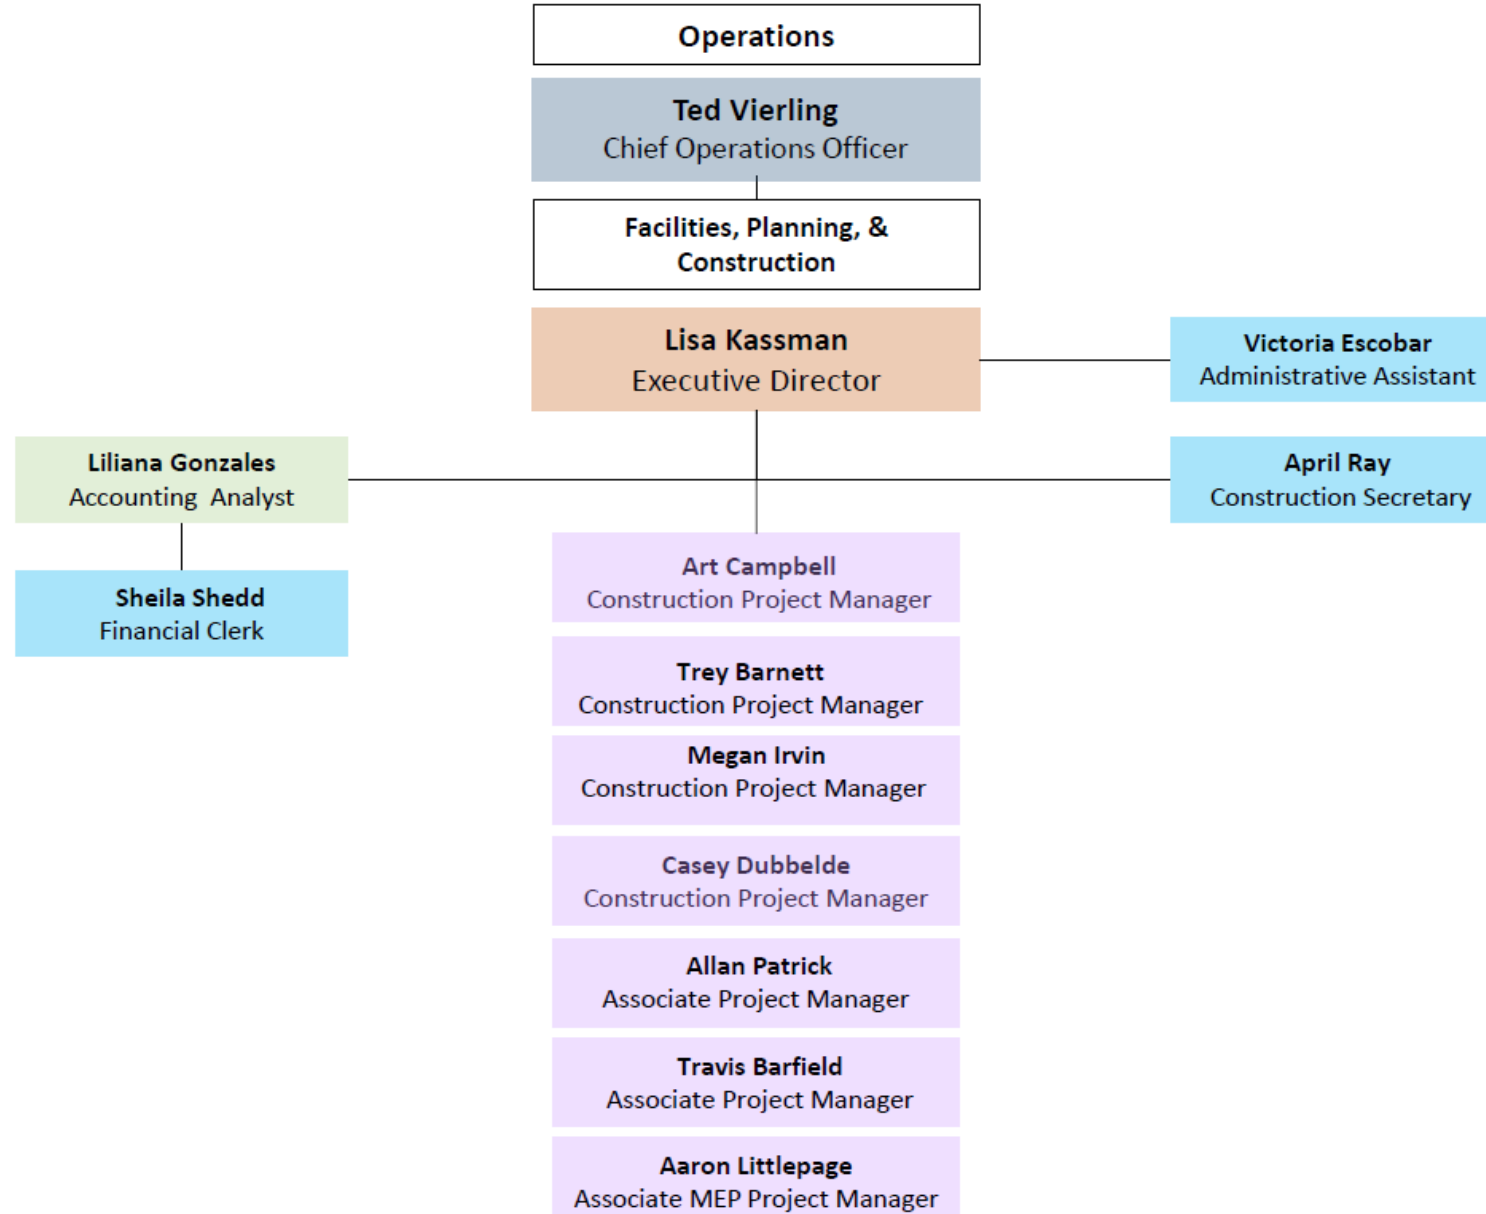 Operations
Ted Vierling
Chief Operations Officer
Facilities, Planning, &
Construction
Lisa Kassman
Executive Director
Victoria Escobar
Administrative Assistant
Liliana Gonzales
Accounting Analyst
April Ray
Construction Secretary
Sheila Shedd
Financial Clerk
Art Campbell
Construction Project Manager
Trey Barnett
Construction Project Manager
Megan Irvin
Construction Project Manager
Casey Dubbelde
Construction Project Manager
Allan Patrick
Associate Project Manager
Travis Barfield
Associate Project Manager
Aaron Littlepage
Associate MEP Project Manager